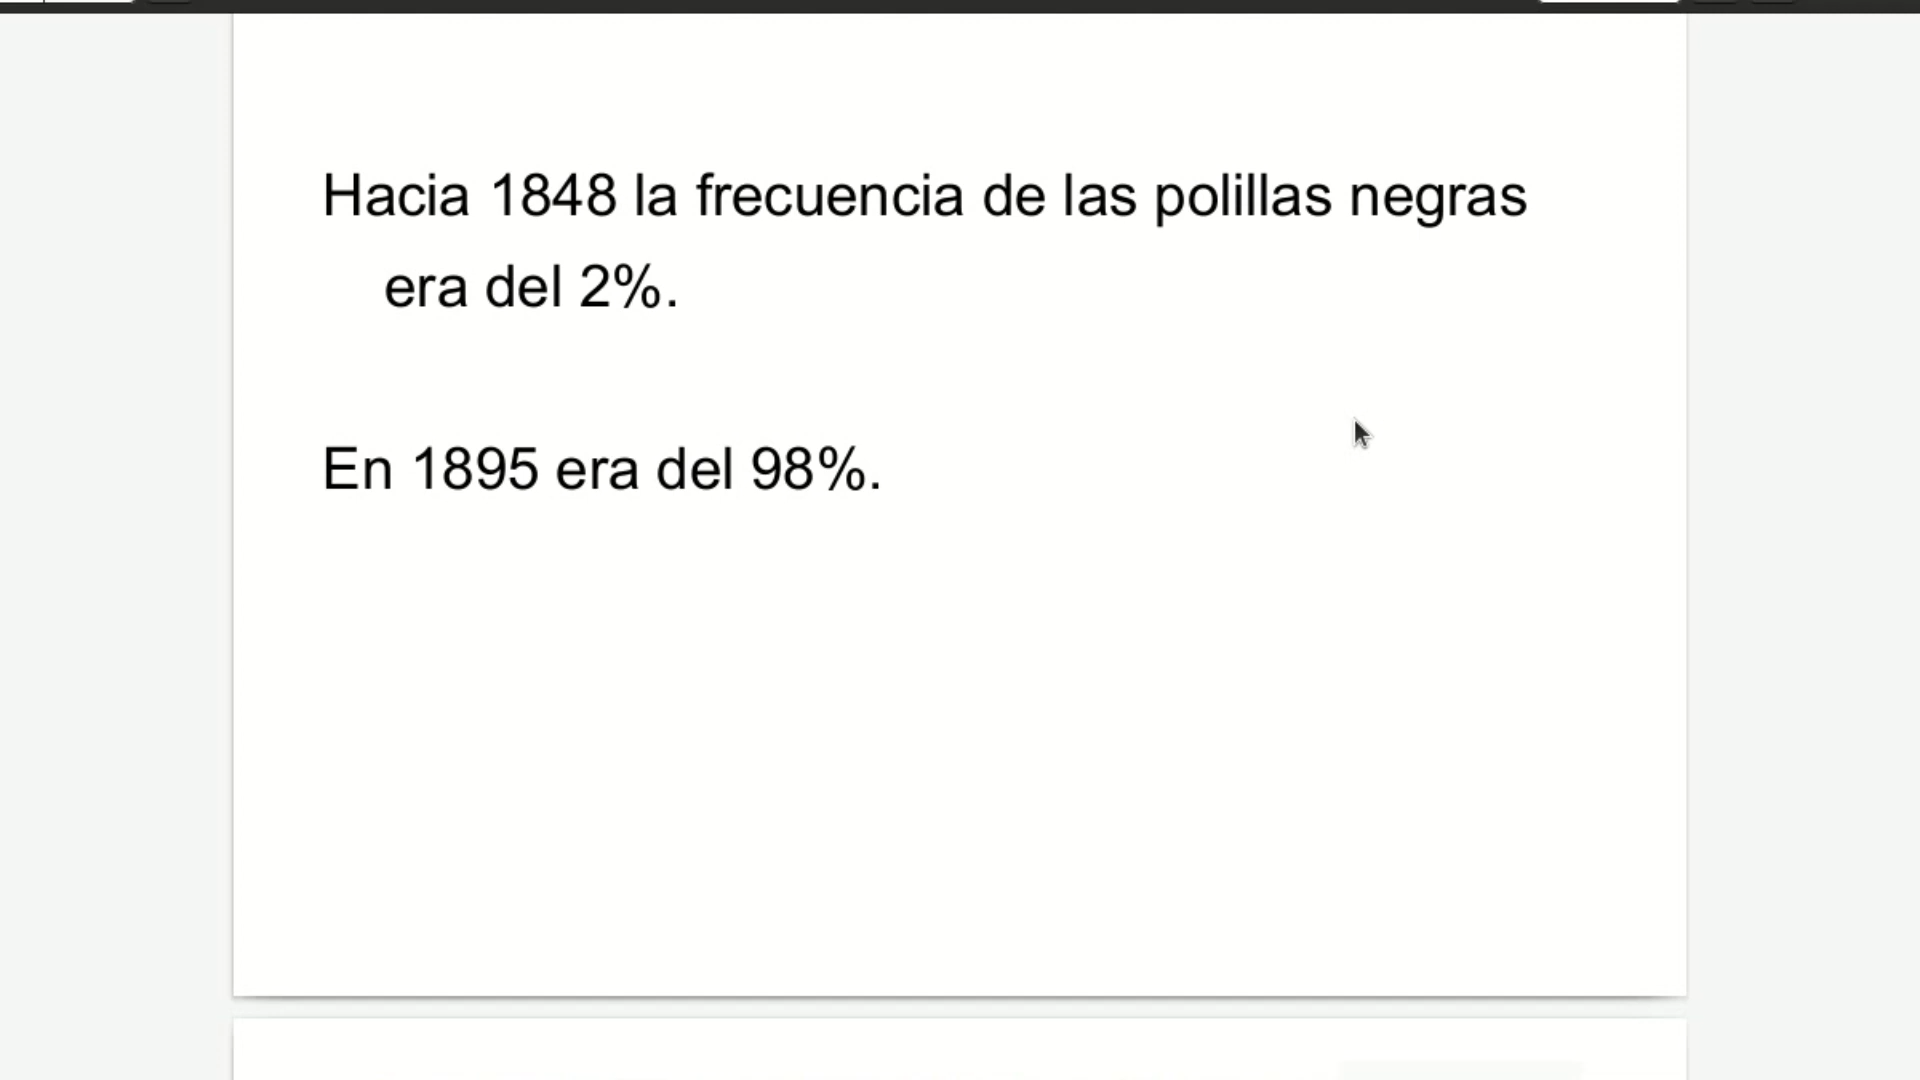 Hacia 1848 la frecuencia de las polillas negras
era del 2%.
En 1895 era del 98%.